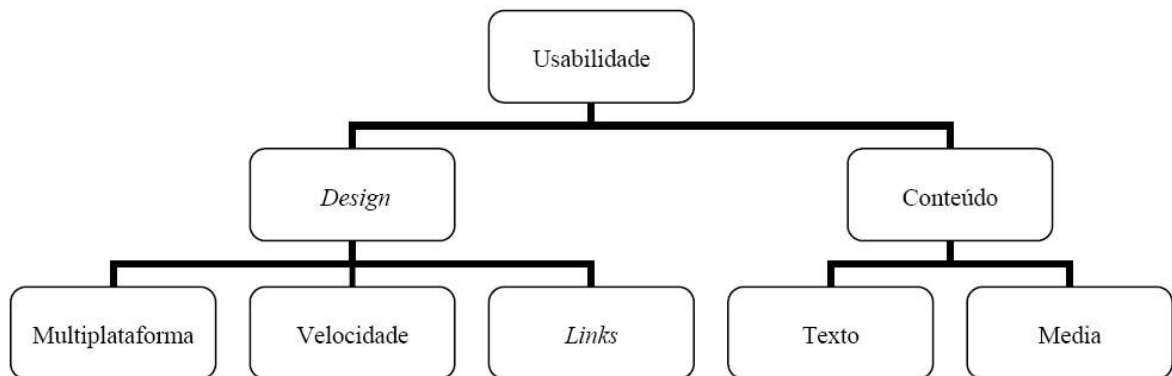 Usabilidade
Design
Conteúdo
Multiplataforma
Velocidade
Links
Texto
Media